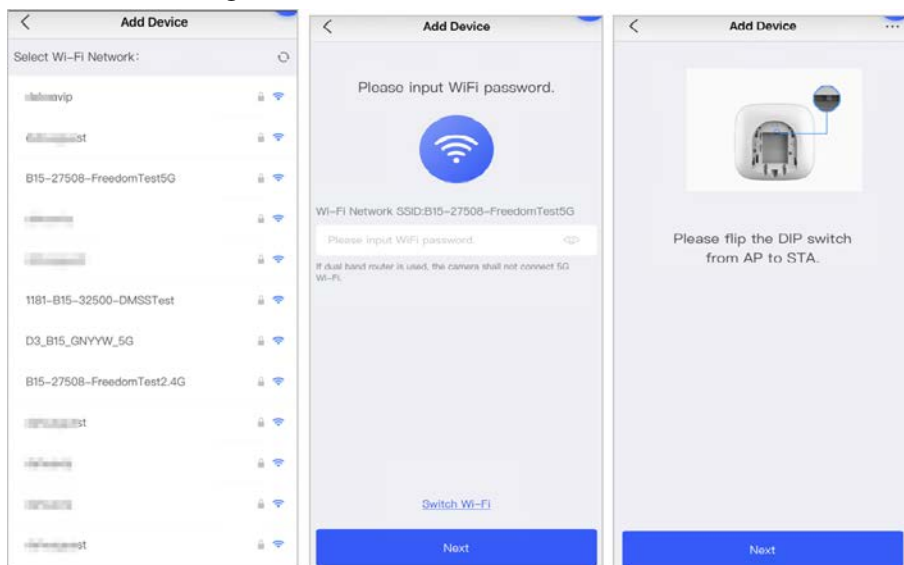 Add Device
Select Wi-Fi Network:
B15-27508-FreedomTest5G
1181-B15-32500-DMSSTest
D3_B15_GNYYW_5G
B15-27508-FreedomTest2.4G
Add Device
Please input WiFi password.
Wi-Fi Network SSID:B15-27508-FreedomTest5G
Please input WiFi password.
If dual band router is used, the camera shall not connect 5G
Wi-Fi.
Switch Wi-Fi
Next
Add Device
Please flip the DIP switch
from AP to STA.
Next